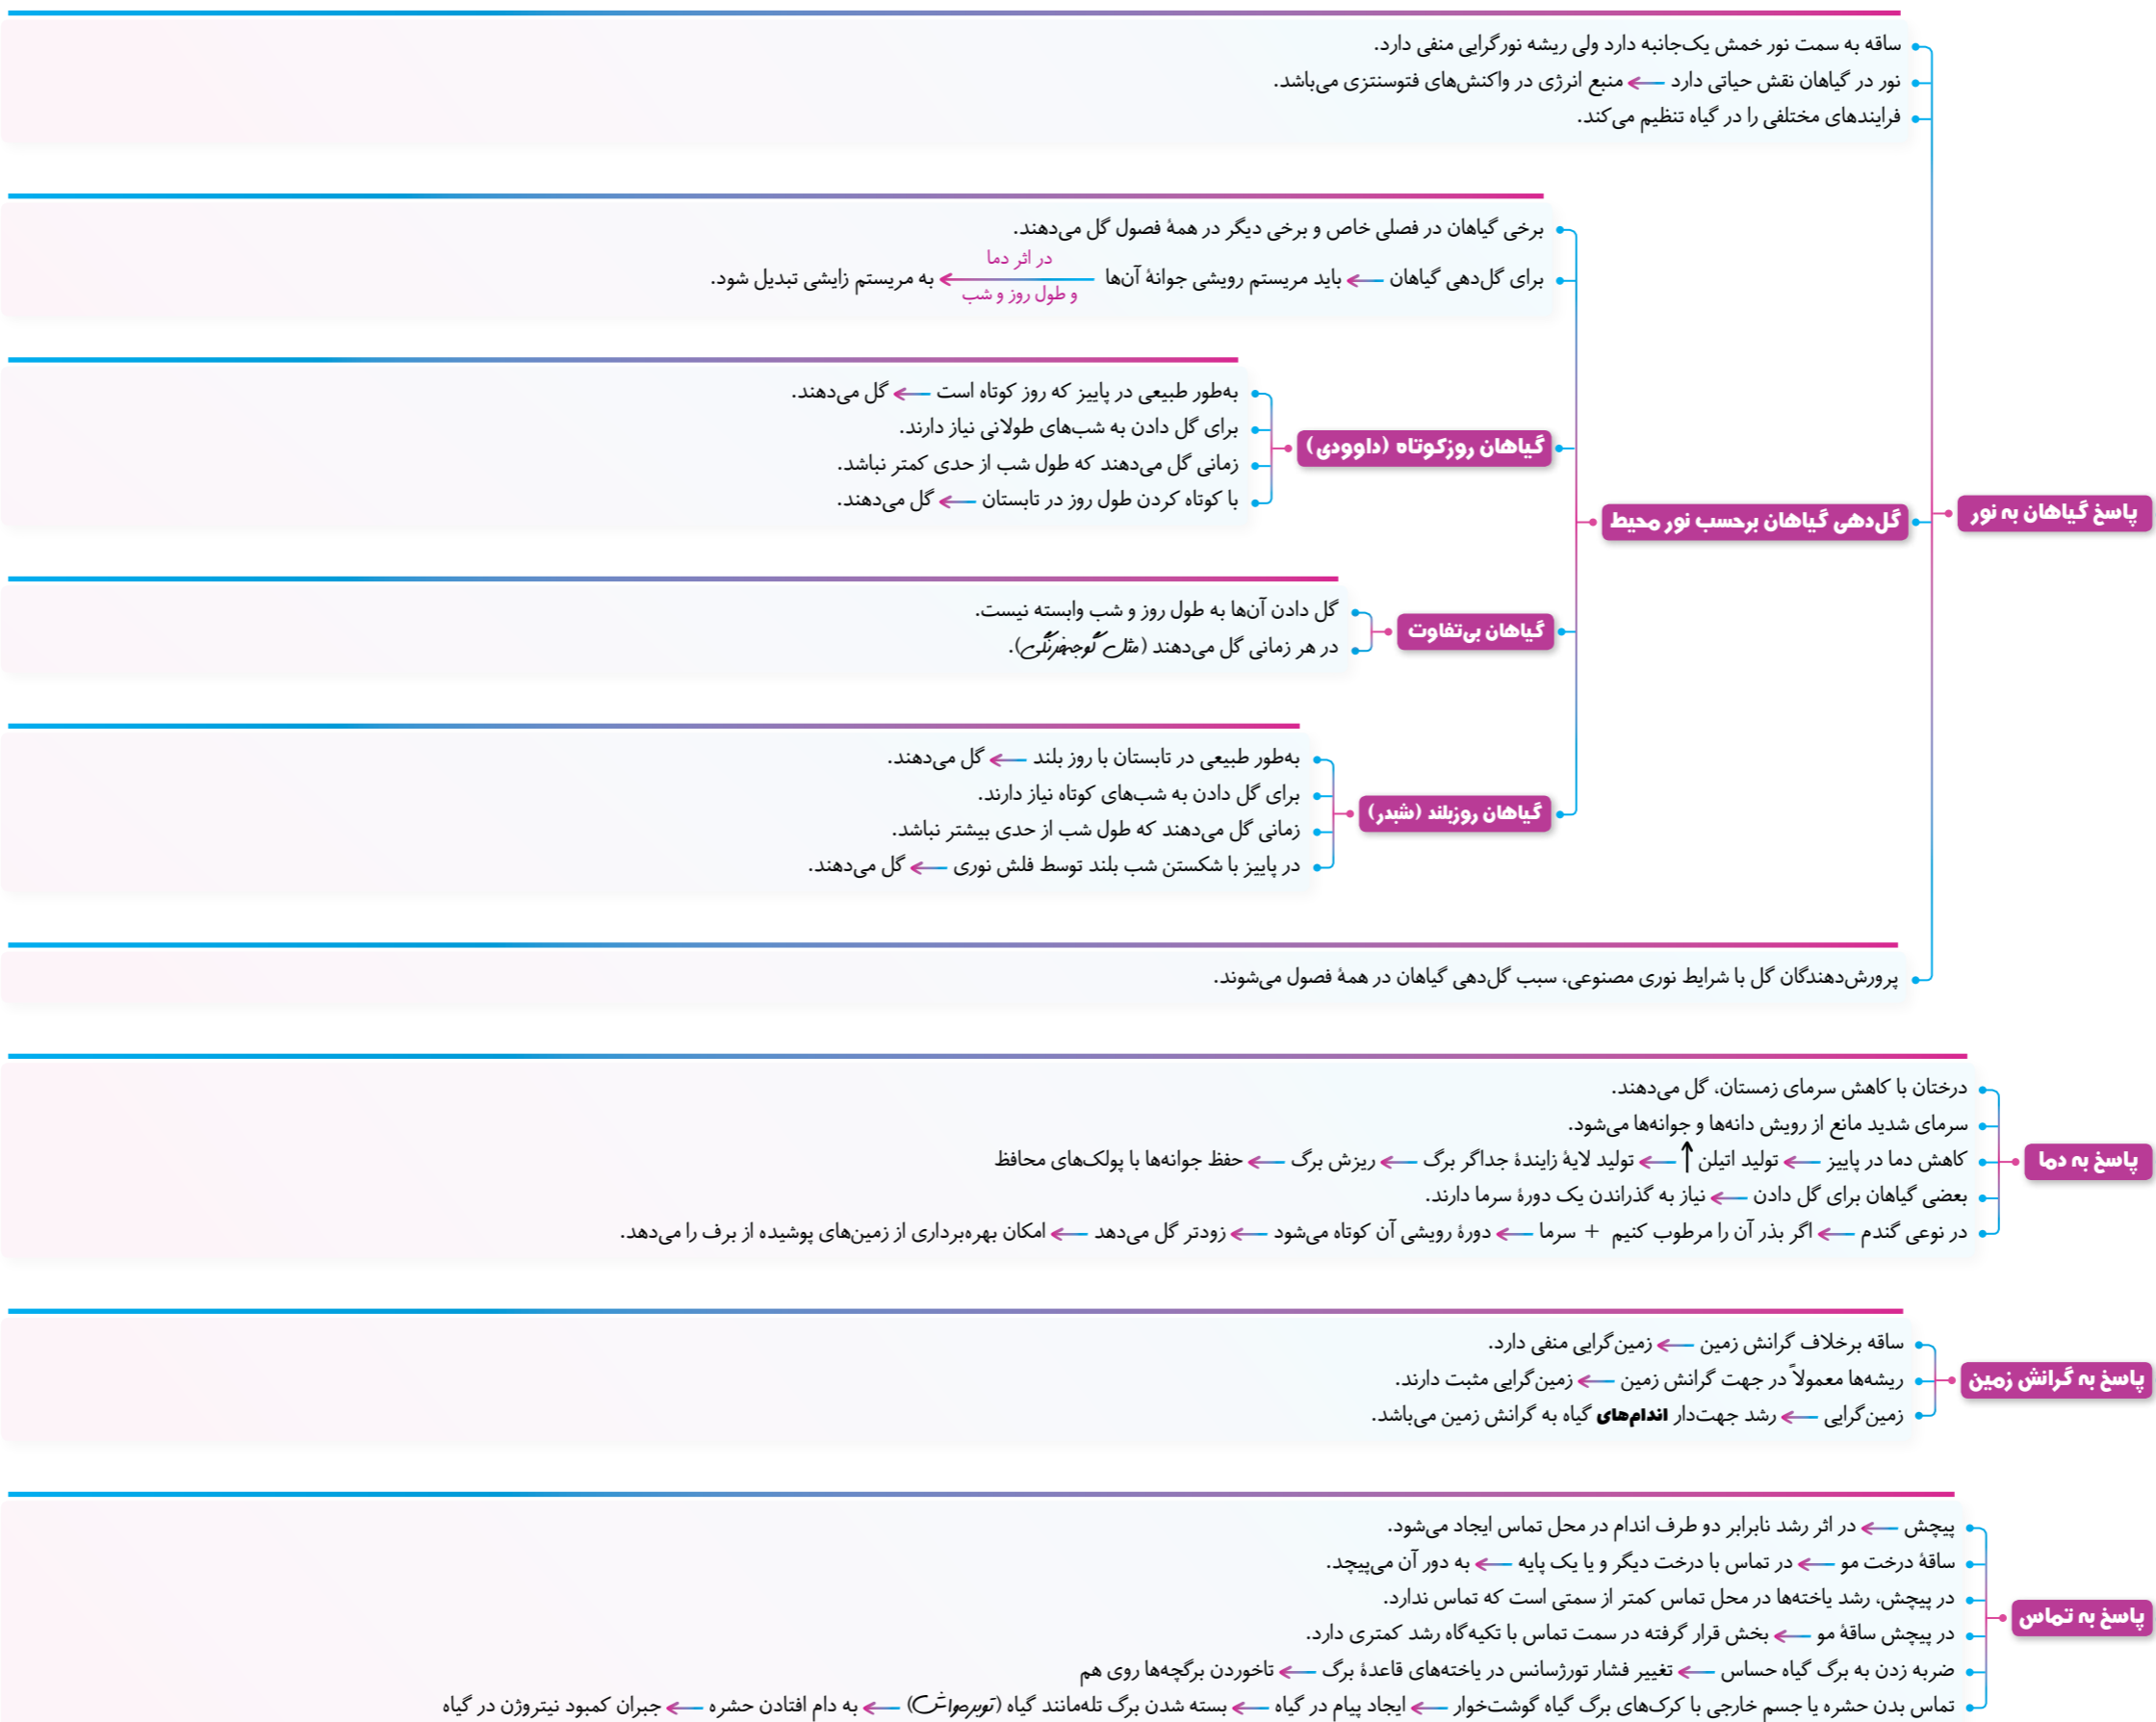 ساقه به سمت نور خمش یک‌جانبه دارد ولی ریشه نورگرایی منفی دارد.
نور در گیاهان نقش حیاتی دارد ← منبع انرژی در واکنش‌های فتوسنتزی می‌باشد.
فرایندهای مختلفی را در گیاه تنظیم می‌کند.
پاسخ گیاهان به نور
گل‌دهی گیاهان برحسب نور محیط
برخی گیاهان در فصلی خاص و برخی دیگر در همهٔ فصول گل می‌دهند.
برای گل‌دهی گیاهان ← باید مریستم رویشی جوانهٔ آن‌ها ← در اثر دما و طول روز و شب به مریستم زایشی تبدیل شود.
گیاهان روزکوتاه (داوودی)
به‌طور طبیعی در پاییز که روز کوتاه است ← گل می‌دهند.
برای گل دادن به شب‌های طولانی نیاز دارند.
زمانی گل می‌دهند که طول شب از حدی کمتر نباشد.
با کوتاه کردن طول روز در تابستان ← گل می‌دهند.
گیاهان بی‌تفاوت
گل دادن آن‌ها به طول روز و شب وابسته نیست.
در هر زمانی گل می‌دهند (مثل گوجه‌فرنگی).
گیاهان روزبلند (شبدر)
به‌طور طبیعی در تابستان با روز بلند ← گل می‌دهند.
برای گل دادن به شب‌های کوتاه نیاز دارند.
زمانی گل می‌دهند که طول شب از حدی بیشتر نباشد.
در پاییز با شکستن شب بلند توسط فلش نوری ← گل می‌دهند.
پرورش‌دهندگان گل با شرایط نوری مصنوعی، سبب گل‌دهی گیاهان در همهٔ فصول می‌شوند.
پاسخ به دما
درختان با کاهش سرمای زمستان، گل می‌دهند.
سرمای شدید مانع از رویش دانه‌ها و جوانه‌ها می‌شود.
کاهش دما در پاییز ← تولید اتیلن ↑ ← تولید لایهٔ زایندهٔ جداگر برگ ← ریزش برگ ← حفظ جوانه‌ها با پولک‌های محافظ
بعضی گیاهان برای گل دادن ← نیاز به گذراندن یک دورهٔ سرما دارند.
در نوعی گندم ← اگر بذر آن را مرطوب کنیم + سرما ← دورهٔ رویشی آن کوتاه می‌شود ← زودتر گل می‌دهد ← امکان بهره‌برداری از زمین‌های پوشیده از برف را می‌دهد.
پاسخ به گرانش زمین
ساقه برخلاف گرانش زمین ← زمین‌گرایی منفی دارد.
ریشه‌ها معمولاً در جهت گرانش زمین ← زمین‌گرایی مثبت دارند.
زمین‌گرایی ← رشد جهت‌دار اندام‌های گیاه به گرانش زمین می‌باشد.
پاسخ به تماس
پیچش ← در اثر رشد نابرابر دو طرف اندام در محل تماس ایجاد می‌شود.
ساقهٔ درخت مو ← در تماس با درخت دیگر و یا یک پایه ← به دور آن می‌پیچد.
در پیچش، رشد یاخته‌ها در محل تماس کمتر از سمتی است که تماس ندارد.
در پیچش ساقهٔ مو ← بخش قرار گرفته در سمت تماس با تکیه‌گاه رشد کمتری دارد.
ضربه زدن به برگ گیاه حساس ← تغییر فشار تورژسانس در یاخته‌های قاعدهٔ برگ ← تاخوردن برگچه‌ها روی هم
تماس بدن حشره یا جسم خارجی با کرک‌های برگ گیاه گوشت‌خوار ← ایجاد پیام در گیاه ← بسته شدن برگ تله‌مانند گیاه (توبره‌واش) ← به دام افتادن حشره ← جبران کمبود نیتروژن در گیاه